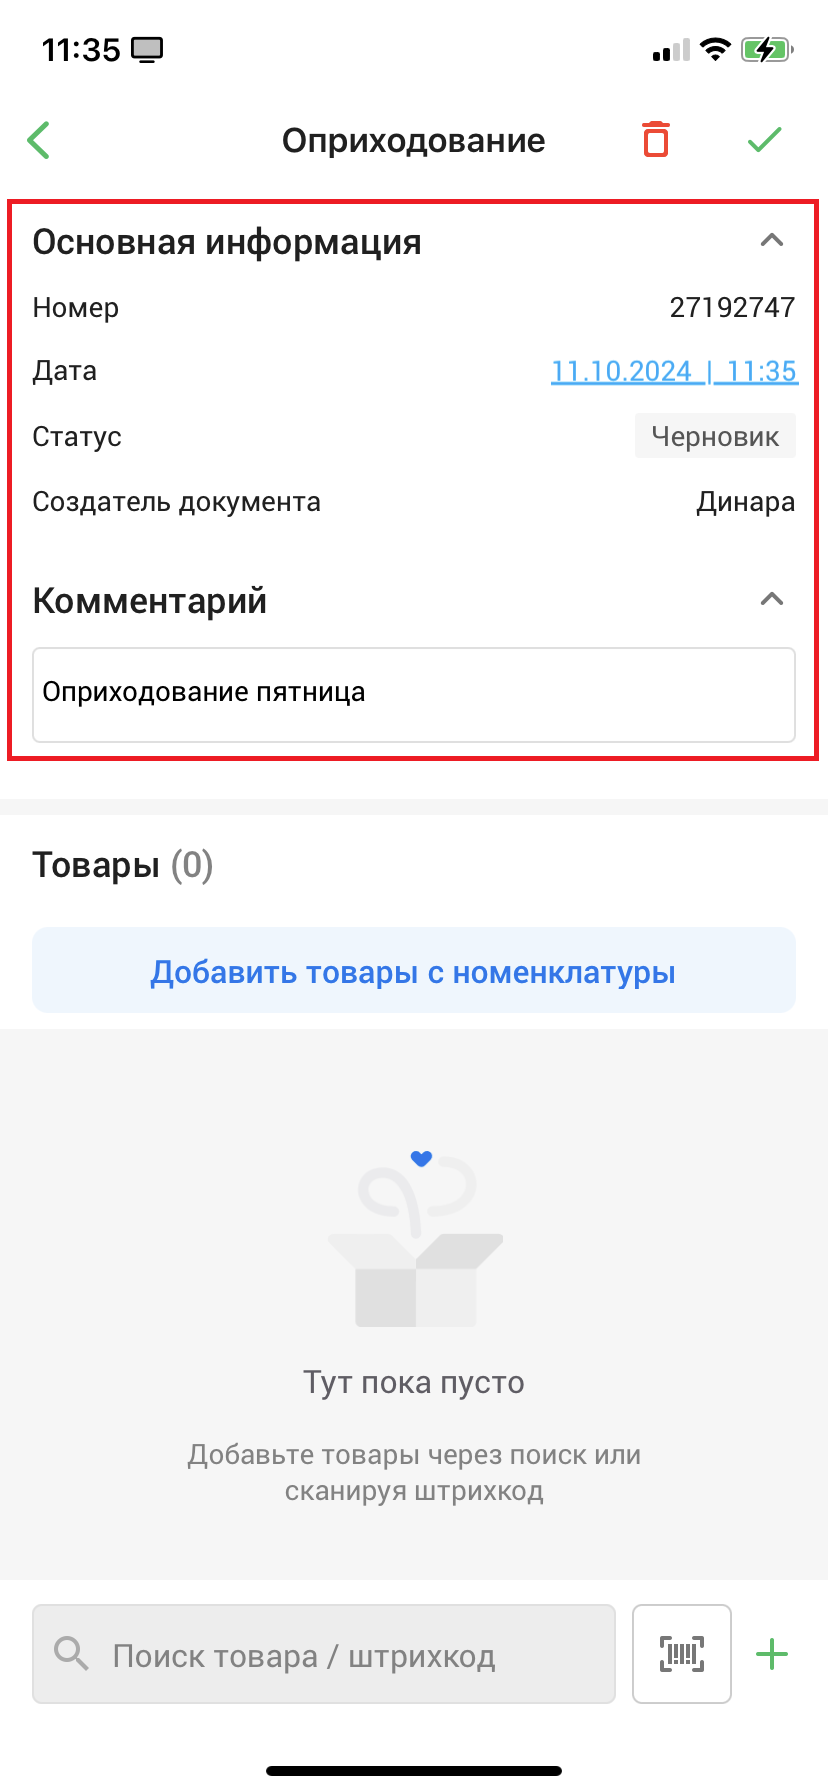 11:35
Оприходование
Основная информация
Номер 27192747
Дата 11.10.2024 | 11:35
Статус Черновик
Создатель документа Динара
Комментарий
Оприходование пятница
Товары (0)
Добавить товары с номенклатуры
Тут пока пусто
Добавьте товары через поиск или
сканируя штрихкод
Поиск товара / штрихкод